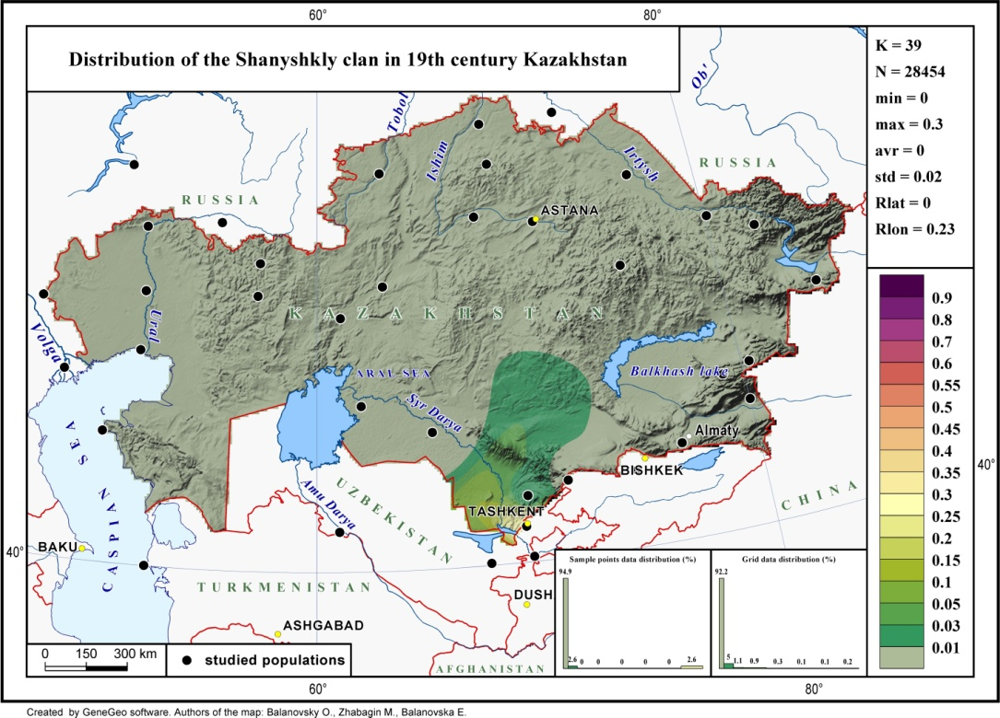 60°
80°
Distribution of the Shanyshkly clan in 19th century Kazakhstan
K = 39
N = 28454
min = 0
max = 0.3
avr = 0
std = 0.02
Rlat = 0
Rlon = 0.23
Ob'
Tobol
Ishim
Irtysh
RUSSIA
RUSSIA
ASTANA
KAZAKHSTAN
Ural
Volga
ARAL SEA
Syr Darya
Balkhash lake
Almaty
BISHKEK
CASPIAN SEA
Amu Darya
UZBEKISTAN
TASHKENT
CHINA
40°
40°
BAKU
TURKMENISTAN
DUSH
ASHGABAD
AFGHANISTAN
0.9
0.8
0.7
0.6
0.55
0.5
0.45
0.4
0.35
0.3
0.25
0.2
0.15
0.1
0.05
0.03
0.01
Sample points data distribution (%)
94.9
2.6 0 0 0 0 0 2.6
Grid data distribution (%)
92.2
5 1.1 0.9 0.3 0.1 0.1 0.2
0 150 300 km
studied populations
60°
80°
Created by GeneGeo software. Authors of the map: Balanovsky O., Zhabagin M., Balanovska E.